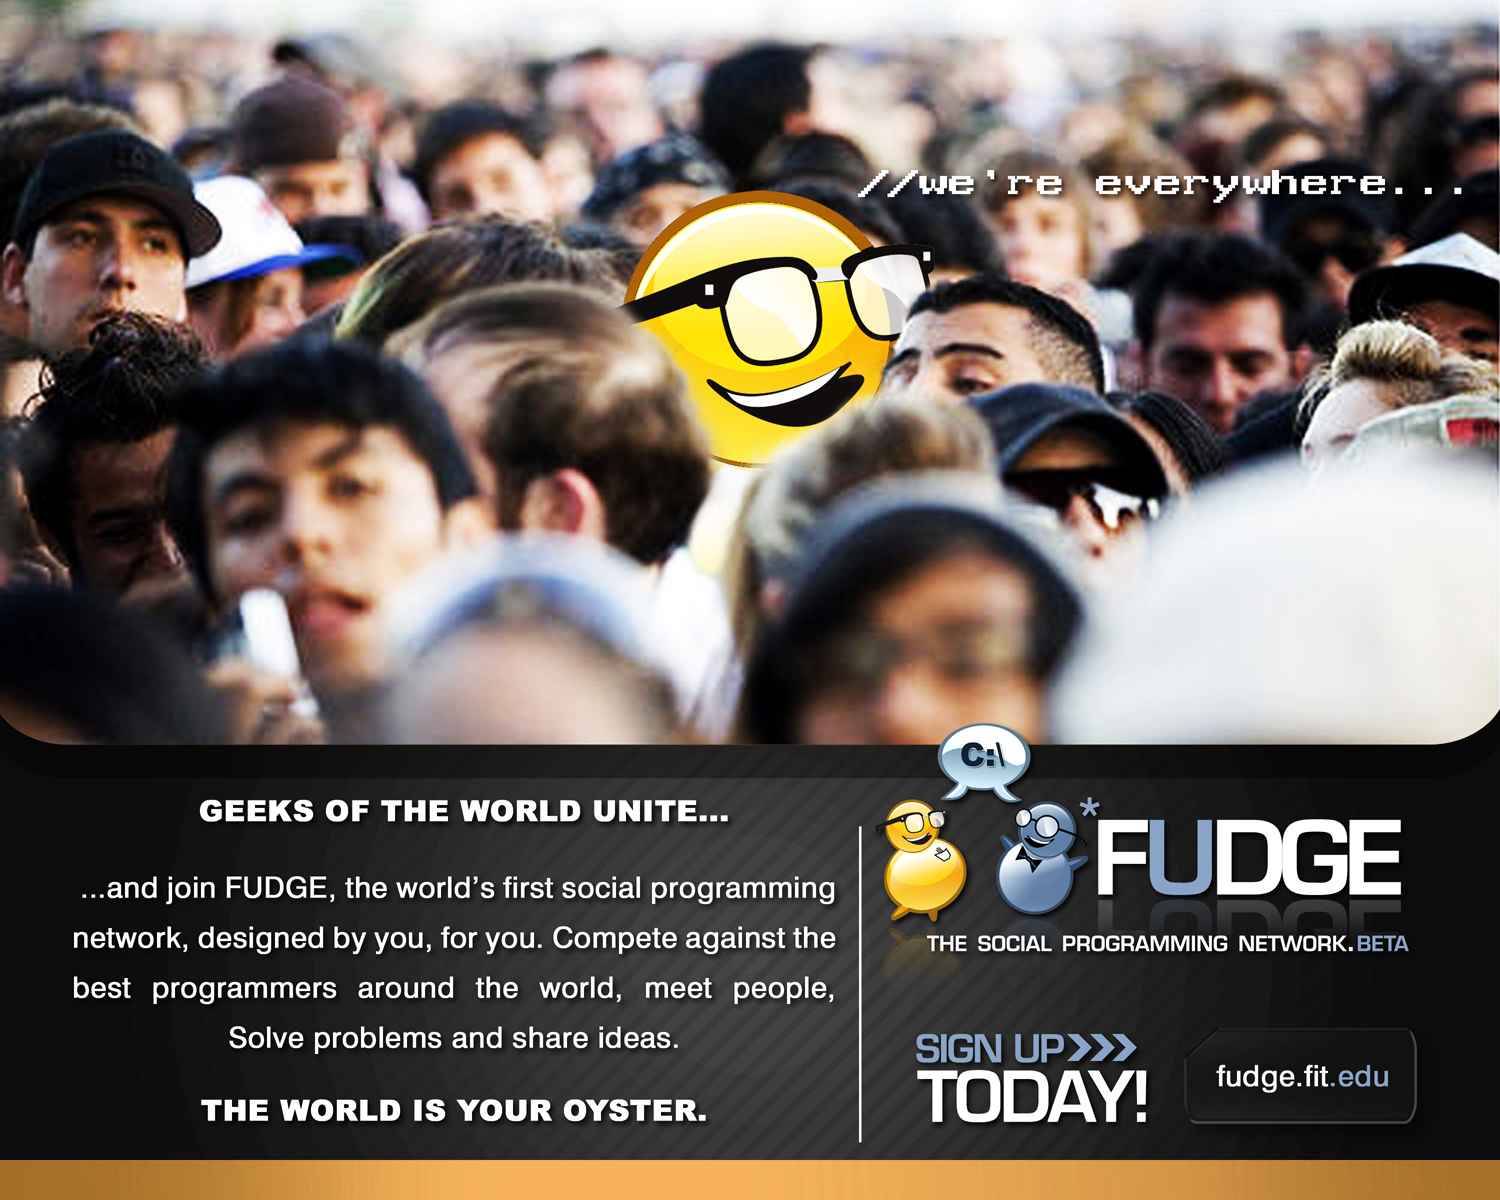 //we're everywhere...
GEEKS OF THE WORLD UNITE...
...and join FUDGE, the world's first social programming
network, designed by you, for you. Compete against the
best programmers around the world, meet people,
Solve problems and share ideas.
THE WORLD IS YOUR OYSTER.
C:\
*FUDGE
THE SOCIAL PROGRAMMING NETWORK.BETA
SIGN UP>>>
TODAY!
fudge.fit.edu